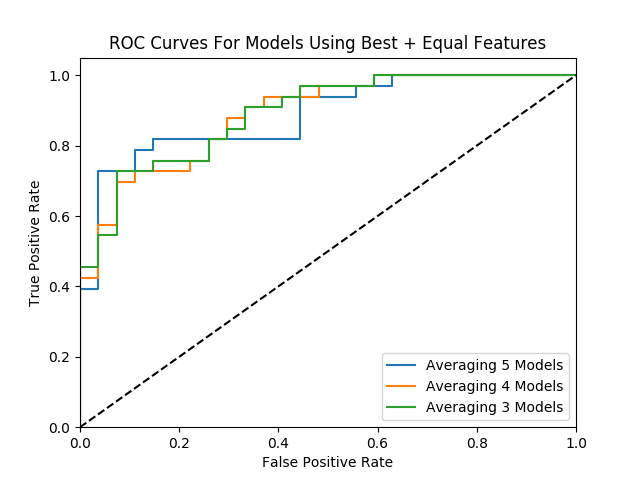 ROC Curves For Models Using Best + Equal Features
True Positive Rate
1.0
0.8
0.6
0.4
0.2
0.0
0.0 0.2 0.4 0.6 0.8 1.0
False Positive Rate
Averaging 5 Models
Averaging 4 Models
Averaging 3 Models